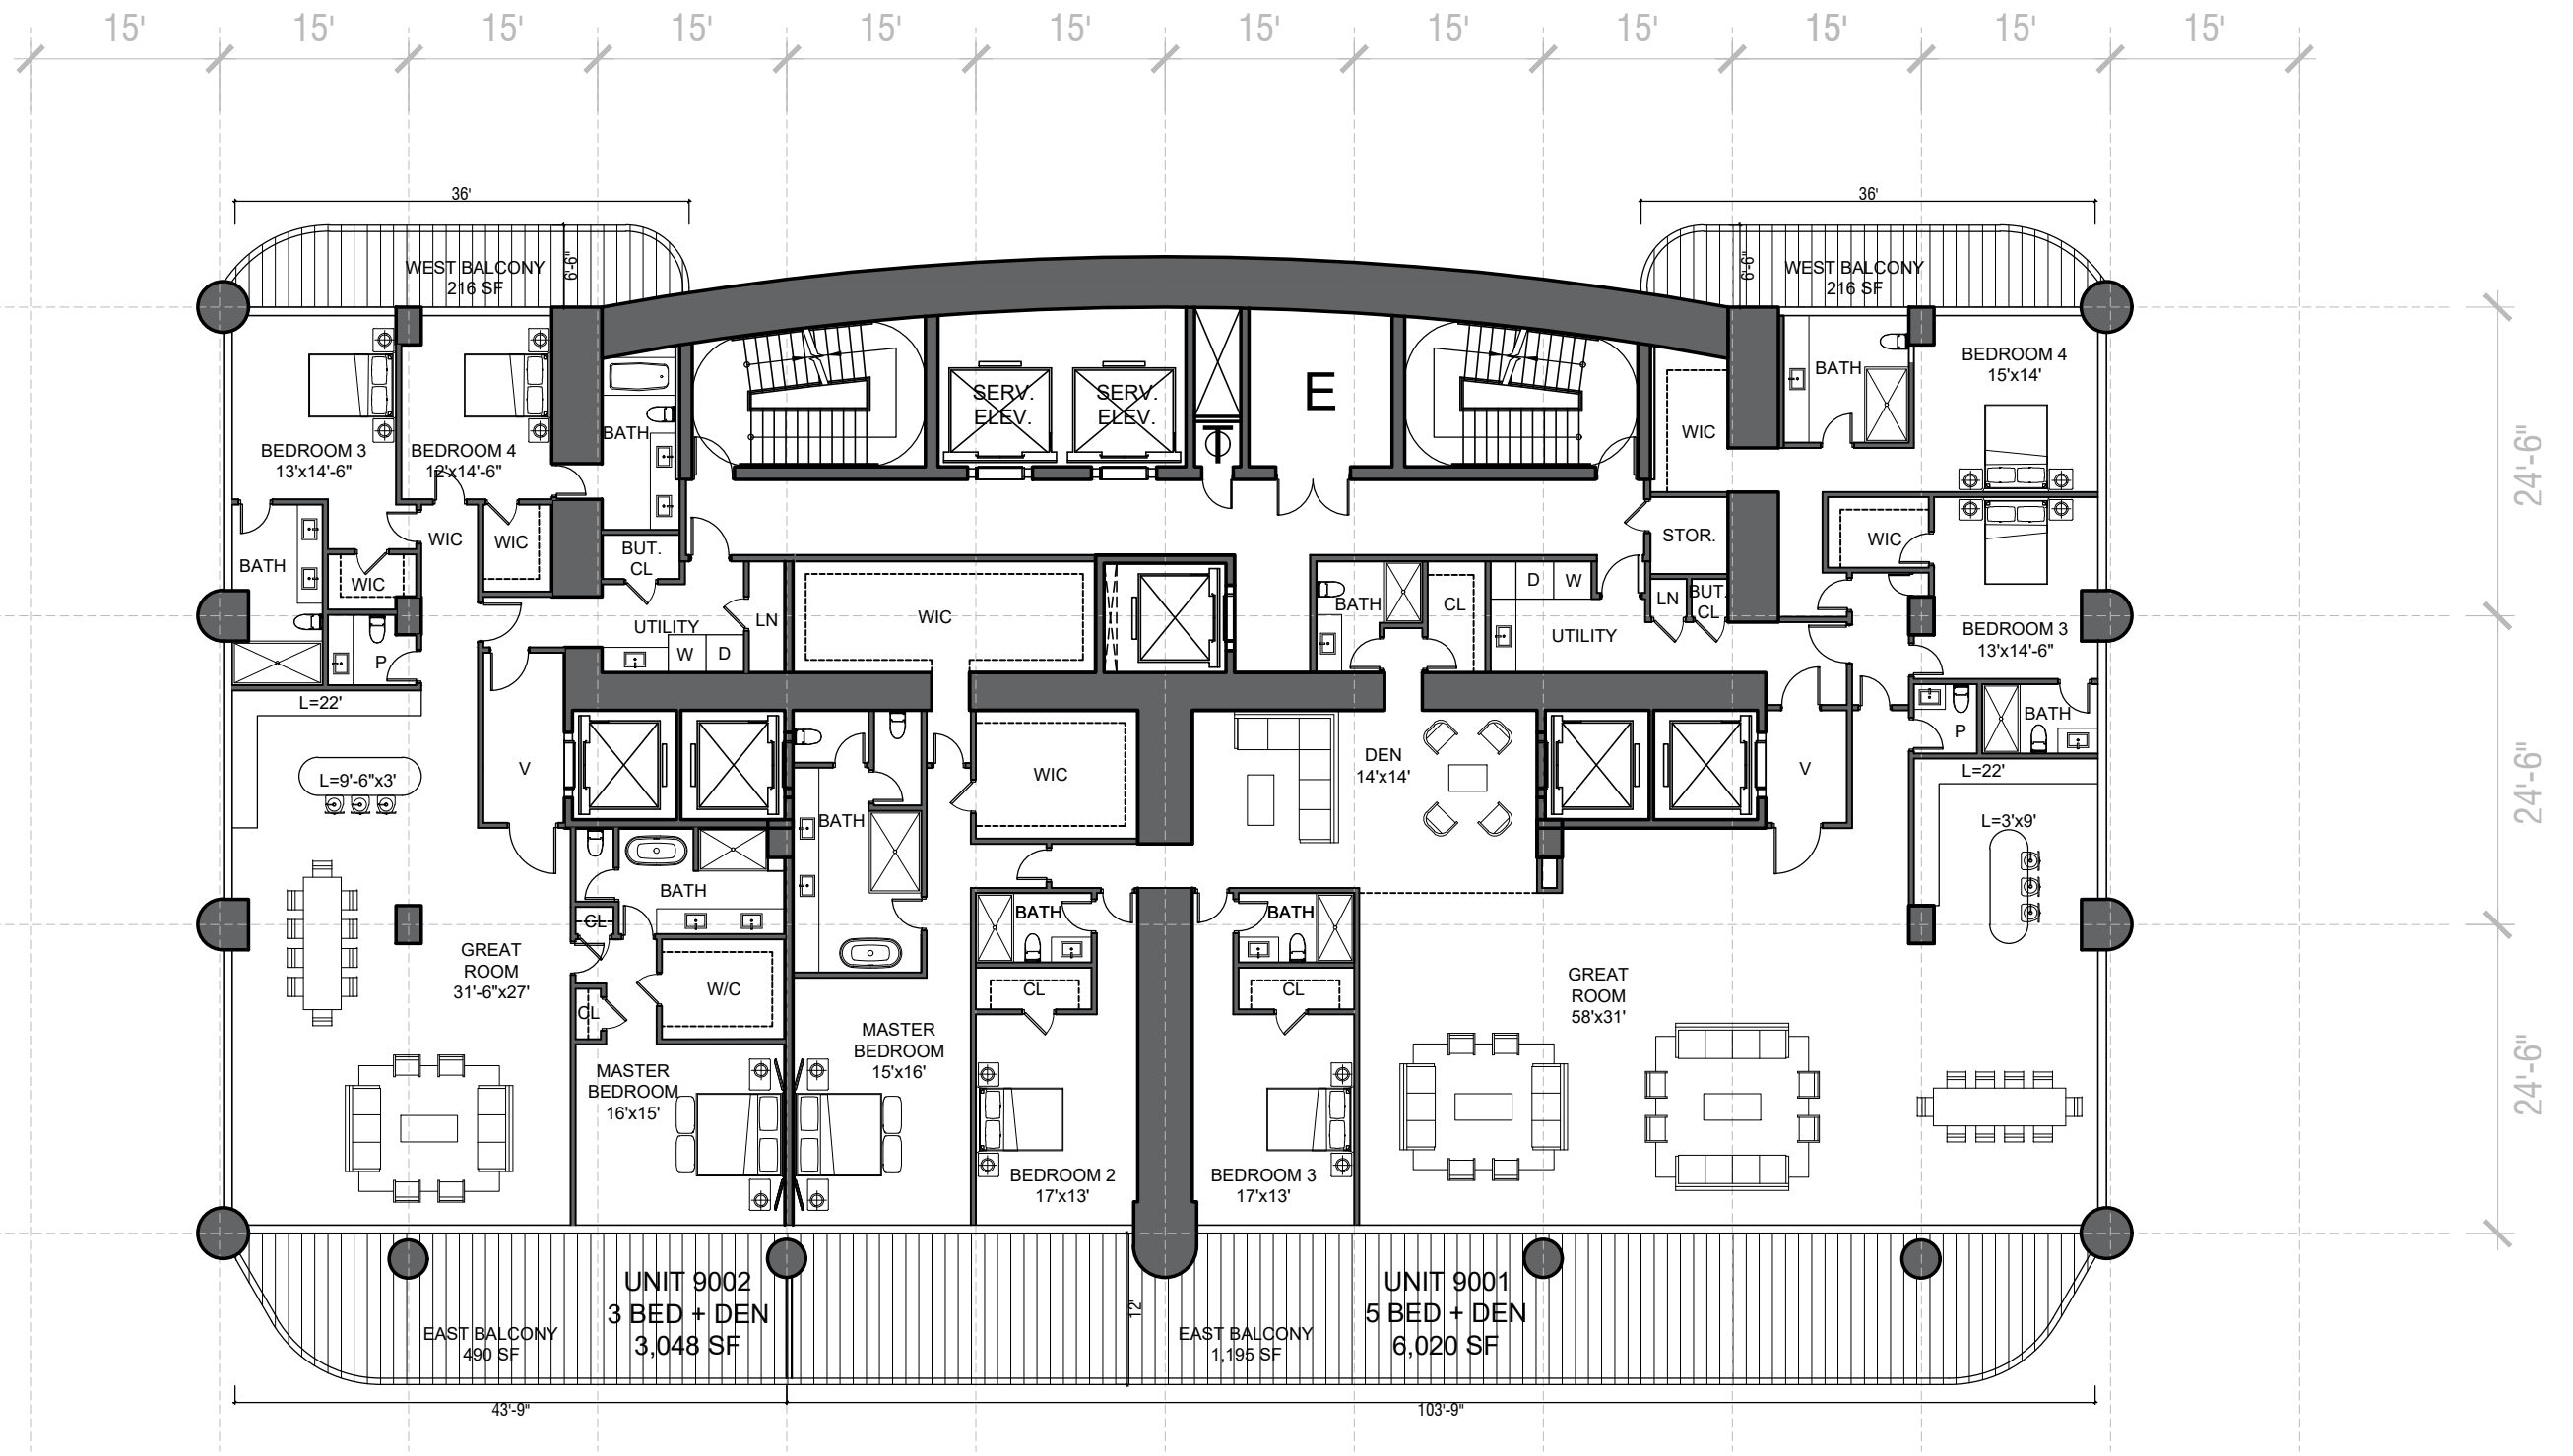 15' 15' 15' 15' 15' 15' 15' 15' 15' 15' 15' 15'
36'
36'
WEST BALCONY
216 SF
6'-6"
WEST BALCONY
216 SF
6'-6"
BEDROOM 3
13'x14'-6"
BEDROOM 4
12'x14'-6"
BATH
SERV.
ELEV.
SERV.
ELEV.
T
E
WIC
BATH
BEDROOM 4
15'x14'
24'-6"
BATH
WIC
WIC
WIC
BUT.
CL
STOR.
WIC
UTILITY
W
D
LN
WIC
BATH
CL
D
W
UTILITY
LN
BUT.
CL
BEDROOM 3
13'x14'-6"
P
L=22'
L=9'-6"x3'
V
BATH
WIC
DEN
14'x14'
V
P
BATH
L=22'
L=3'x9'
24'-6"
BATH
CL
BATH
BATH
GREAT
ROOM
31'-6"x27'
W/C
CL
CL
CL
GREAT
ROOM
58'x31'
MASTER
BEDROOM
16'x15'
MASTER
BEDROOM
15'x16'
BEDROOM 2
17'x13'
BEDROOM 3
17'x13'
24'-6"
UNIT 9002
3 BED + DEN
3,048 SF
EAST BALCONY
490 SF
12'
EAST BALCONY
1,195 SF
UNIT 9001
5 BED + DEN
6,020 SF
43'-9"
103'-9"